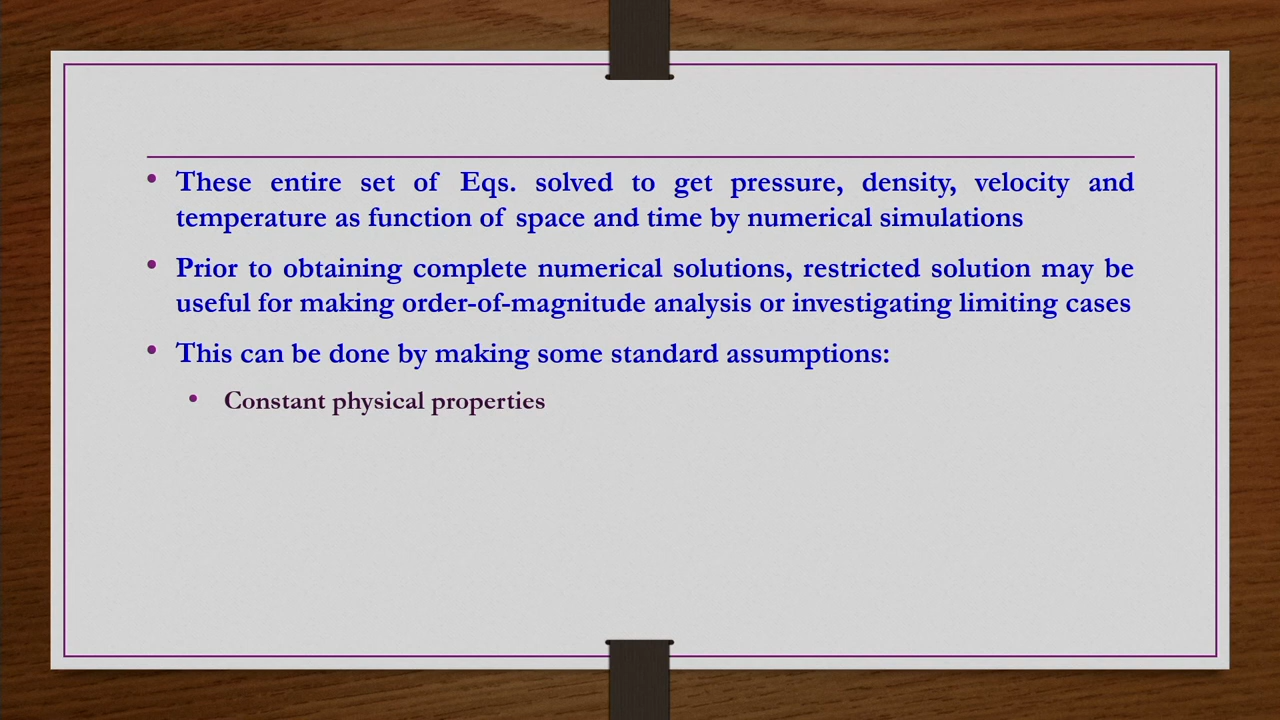 These entire set of Eqs. solved to get pressure, density, velocity and
temperature as function of space and time by numerical simulations
Prior to obtaining complete numerical solutions, restricted solution may be
useful for making order-of-magnitude analysis or investigating limiting cases
This can be done by making some standard assumptions:
Constant physical properties